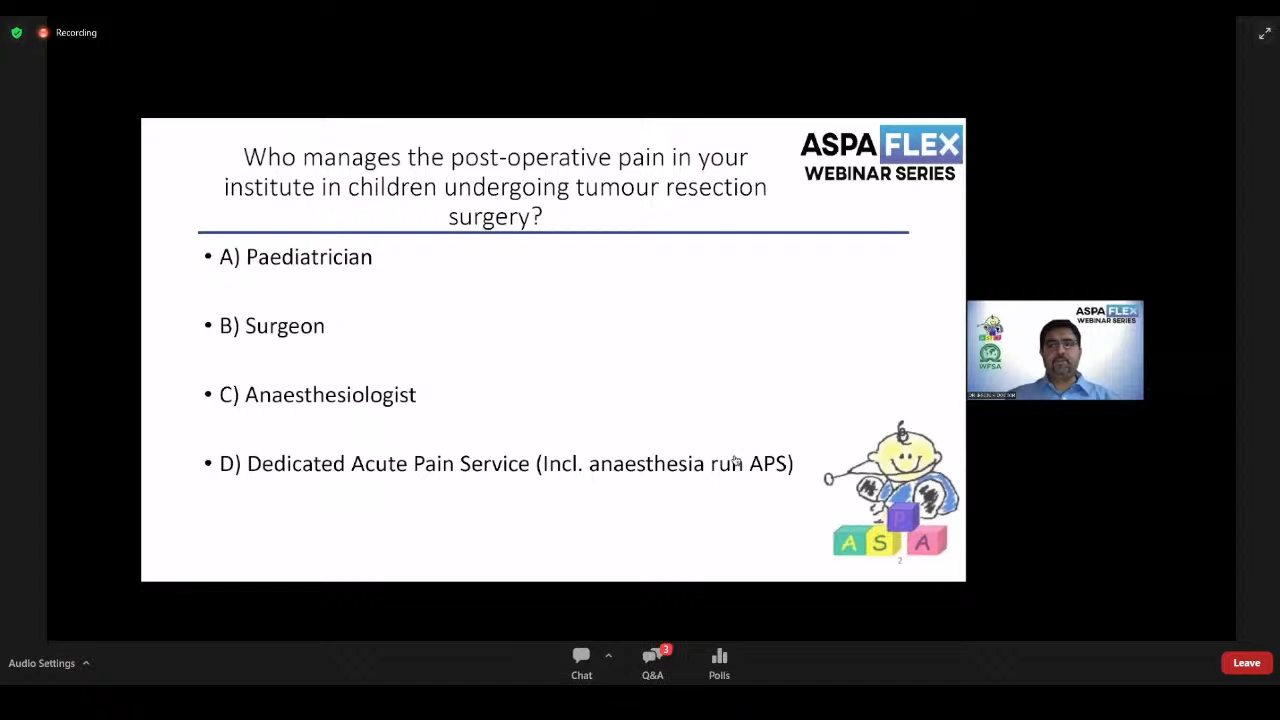 Recording
ASPA FLEX
WEBINAR SERIES
Who manages the post-operative pain in your
institute in children undergoing tumour resection
surgery?
• A) Paediatrician
• B) Surgeon
• C) Anaesthesiologist
• D) Dedicated Acute Pain Service (Incl. anaesthesia run APS)
P
A S A
2
ASPA FLEX
WEBINAR SERIES
WFSA
Audio Settings
Chat
3
Q&A
Polls
Leave